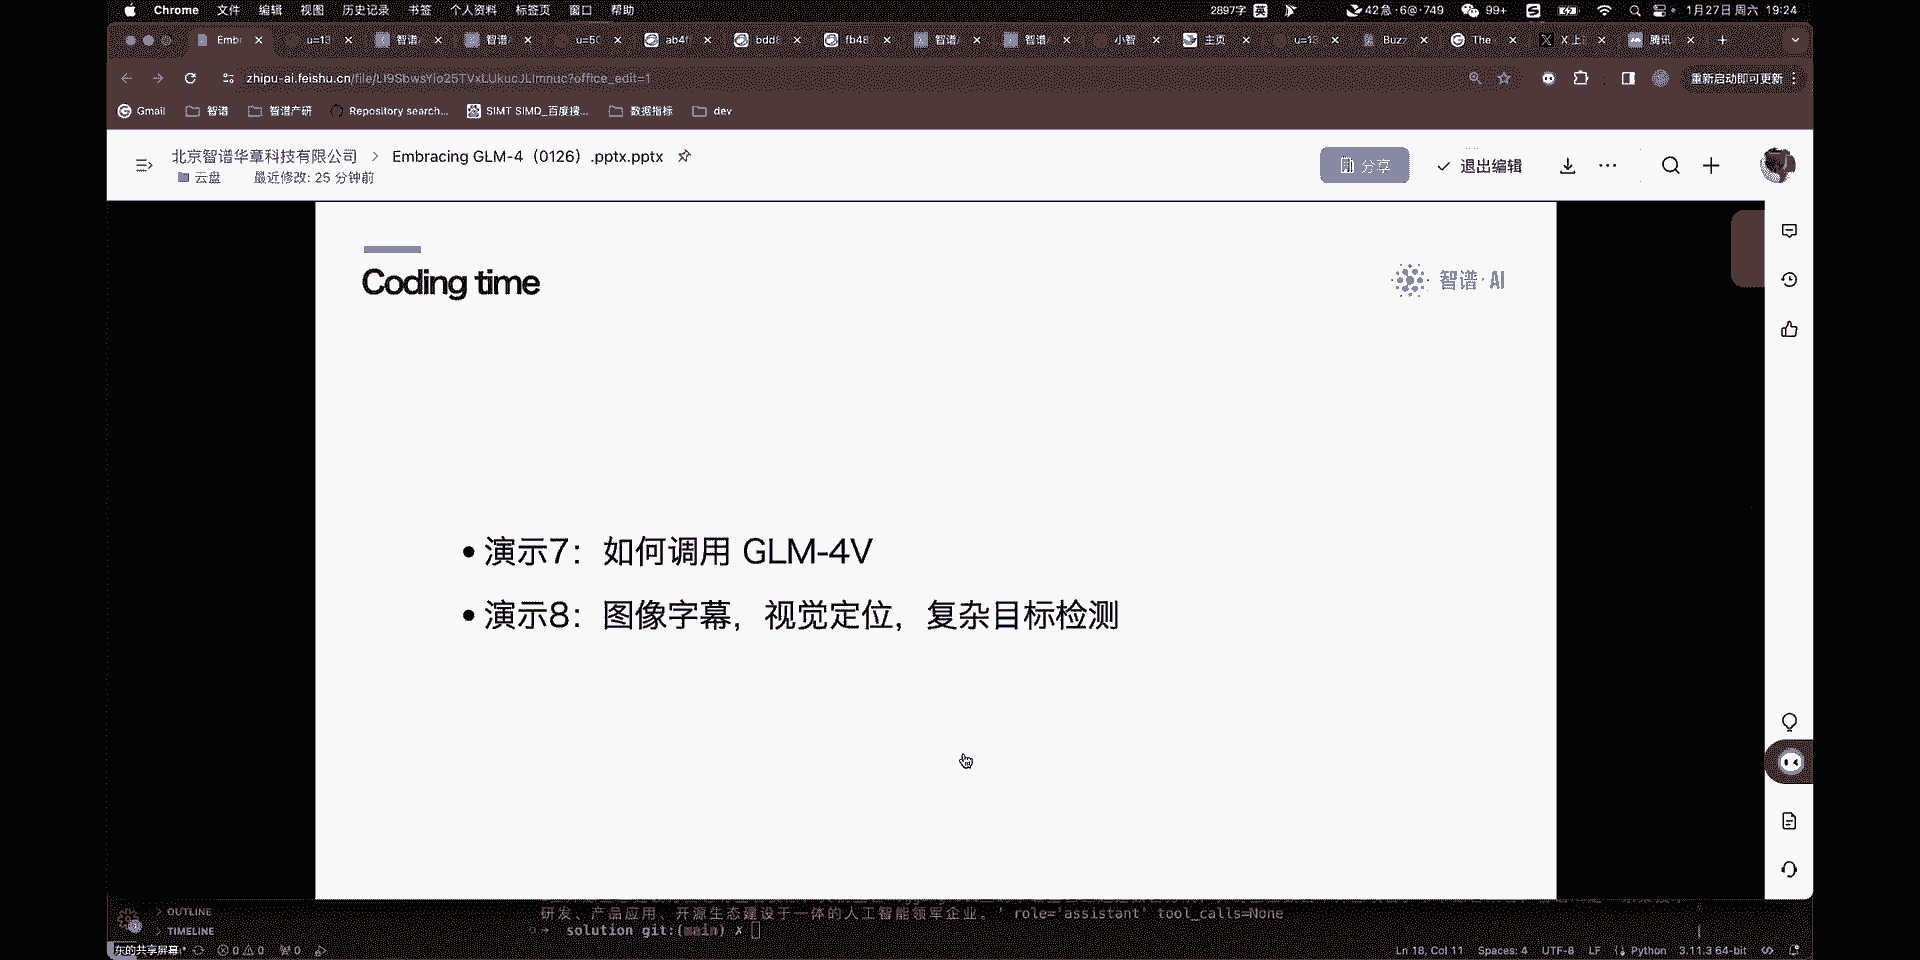 Chrome 文件 编辑 视图 历史记录 书签 个人资料 标签页 窗口 帮助 2897字 英 42急·6@·749 99+ 1月27日 周六 19:24
Emb u=13 智谱 智谱 u=50 ab4f bdd8 fb48 智谱 智谱 小智 主页 u=13 Buzz The X 上 腾讯
zhipu-ai.feishu.cn/file/LI9SbwsYio25TVxLUkucJLImnuc?office_edit=1 重新启动即可更新
Gmail 智谱 智谱产研 Repository search... SIMT SIMD_百度搜... 数据指标 dev
北京智谱华章科技有限公司 > Embracing GLM-4（0126）.pptx.pptx
云盘 最近修改: 25 分钟前
分享 退出编辑
Coding time
智谱·AI
• 演示7：如何调用 GLM-4V
• 演示8：图像字幕，视觉定位，复杂目标检测
OUTLINE
研发、产品应用、开源生态建设于一体的人工智能领军企业。' role='assistant' tool_calls=None
TIMELINE
solution git:(main) ✗
东的共享屏幕 0 0 0 Ln 18, Col 11 Spaces: 4 UTF-8 LF Python 3.11.3 64-bit